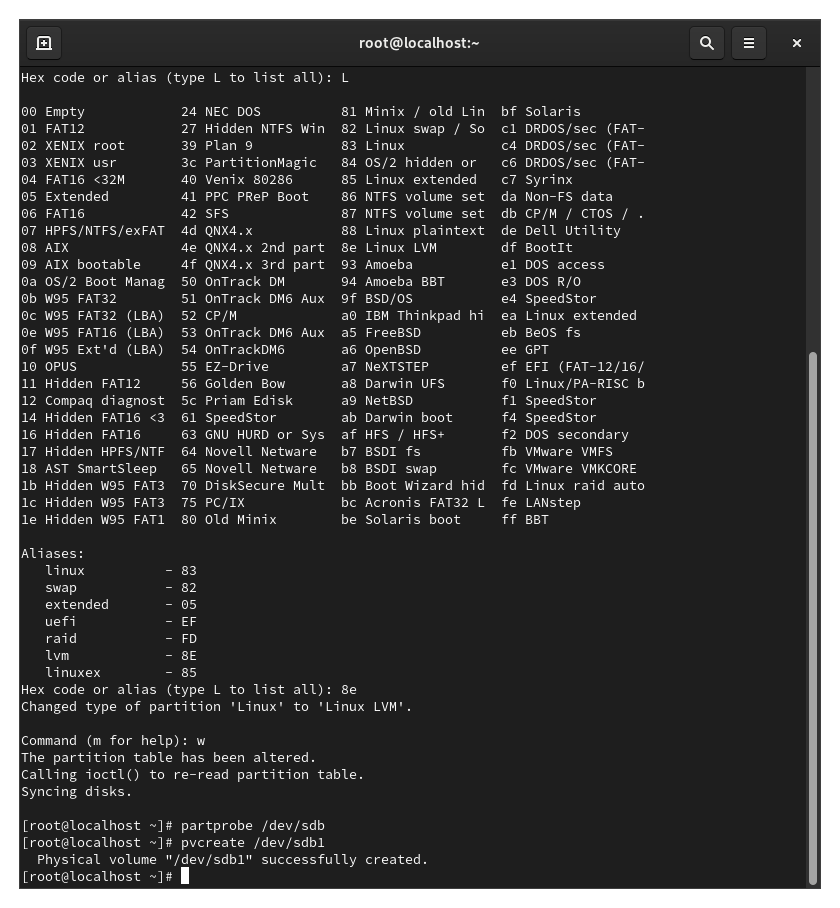 root@localhost:~
Hex code or alias (type L to list all): L
00 Empty            24 NEC DOS          81 Minix / old Lin  bf Solaris
01 FAT12            27 Hidden NTFS Win  82 Linux swap / So  c1 DRDOS/sec (FAT-
02 XENIX root       39 Plan 9           83 Linux            c4 DRDOS/sec (FAT-
03 XENIX usr        3c PartitionMagic   84 OS/2 hidden or   c6 DRDOS/sec (FAT-
04 FAT16 <32M       40 Venix 80286      85 Linux extended   c7 Syrinx
05 Extended         41 PPC PReP Boot    86 NTFS volume set  da Non-FS data
06 FAT16            42 SFS              87 NTFS volume set  db CP/M / CTOS / .
07 HPFS/NTFS/exFAT  4d QNX4.x           88 Linux plaintext  de Dell Utility
08 AIX              4e QNX4.x 2nd part  8e Linux LVM        df BootIt
09 AIX bootable     4f QNX4.x 3rd part  93 Amoeba           e1 DOS access
0a OS/2 Boot Manag  50 OnTrack DM       94 Amoeba BBT       e3 DOS R/O
0b W95 FAT32        51 OnTrack DM6 Aux  9f BSD/OS           e4 SpeedStor
0c W95 FAT32 (LBA)  52 CP/M             a0 IBM Thinkpad hi  ea Linux extended
0e W95 FAT16 (LBA)  53 OnTrack DM6 Aux  a5 FreeBSD          eb BeOS fs
0f W95 Ext'd (LBA)  54 OnTrackDM6       a6 OpenBSD          ee GPT
10 OPUS             55 EZ-Drive         a7 NeXTSTEP         ef EFI (FAT-12/16/
11 Hidden FAT12     56 Golden Bow       a8 Darwin UFS       f0 Linux/PA-RISC b
12 Compaq diagnost  5c Priam Edisk      a9 NetBSD           f1 SpeedStor
14 Hidden FAT16 <3  61 SpeedStor        ab Darwin boot      f4 SpeedStor
16 Hidden FAT16     63 GNU HURD or Sys  af HFS / HFS+       f2 DOS secondary
17 Hidden HPFS/NTF  64 Novell Netware   b7 BSDI fs          fb VMware VMFS
18 AST SmartSleep   65 Novell Netware   b8 BSDI swap        fc VMware VMKCORE
1b Hidden W95 FAT3  70 DiskSecure Mult  bb Boot Wizard hid  fd Linux raid auto
1c Hidden W95 FAT3  75 PC/IX            bc Acronis FAT32 L  fe LANstep
1e Hidden W95 FAT1  80 Old Minix        be Solaris boot     ff BBT
Aliases:
   linux          - 83
   swap           - 82
   extended       - 05
   uefi           - EF
   raid           - FD
   lvm            - 8E
   linuxex        - 85
Hex code or alias (type L to list all): 8e
Changed type of partition 'Linux' to 'Linux LVM'.
Command (m for help): w
The partition table has been altered.
Calling ioctl() to re-read partition table.
Syncing disks.
[root@localhost ~]# partprobe /dev/sdb
[root@localhost ~]# pvcreate /dev/sdb1
  Physical volume "/dev/sdb1" successfully created.
[root@localhost ~]#